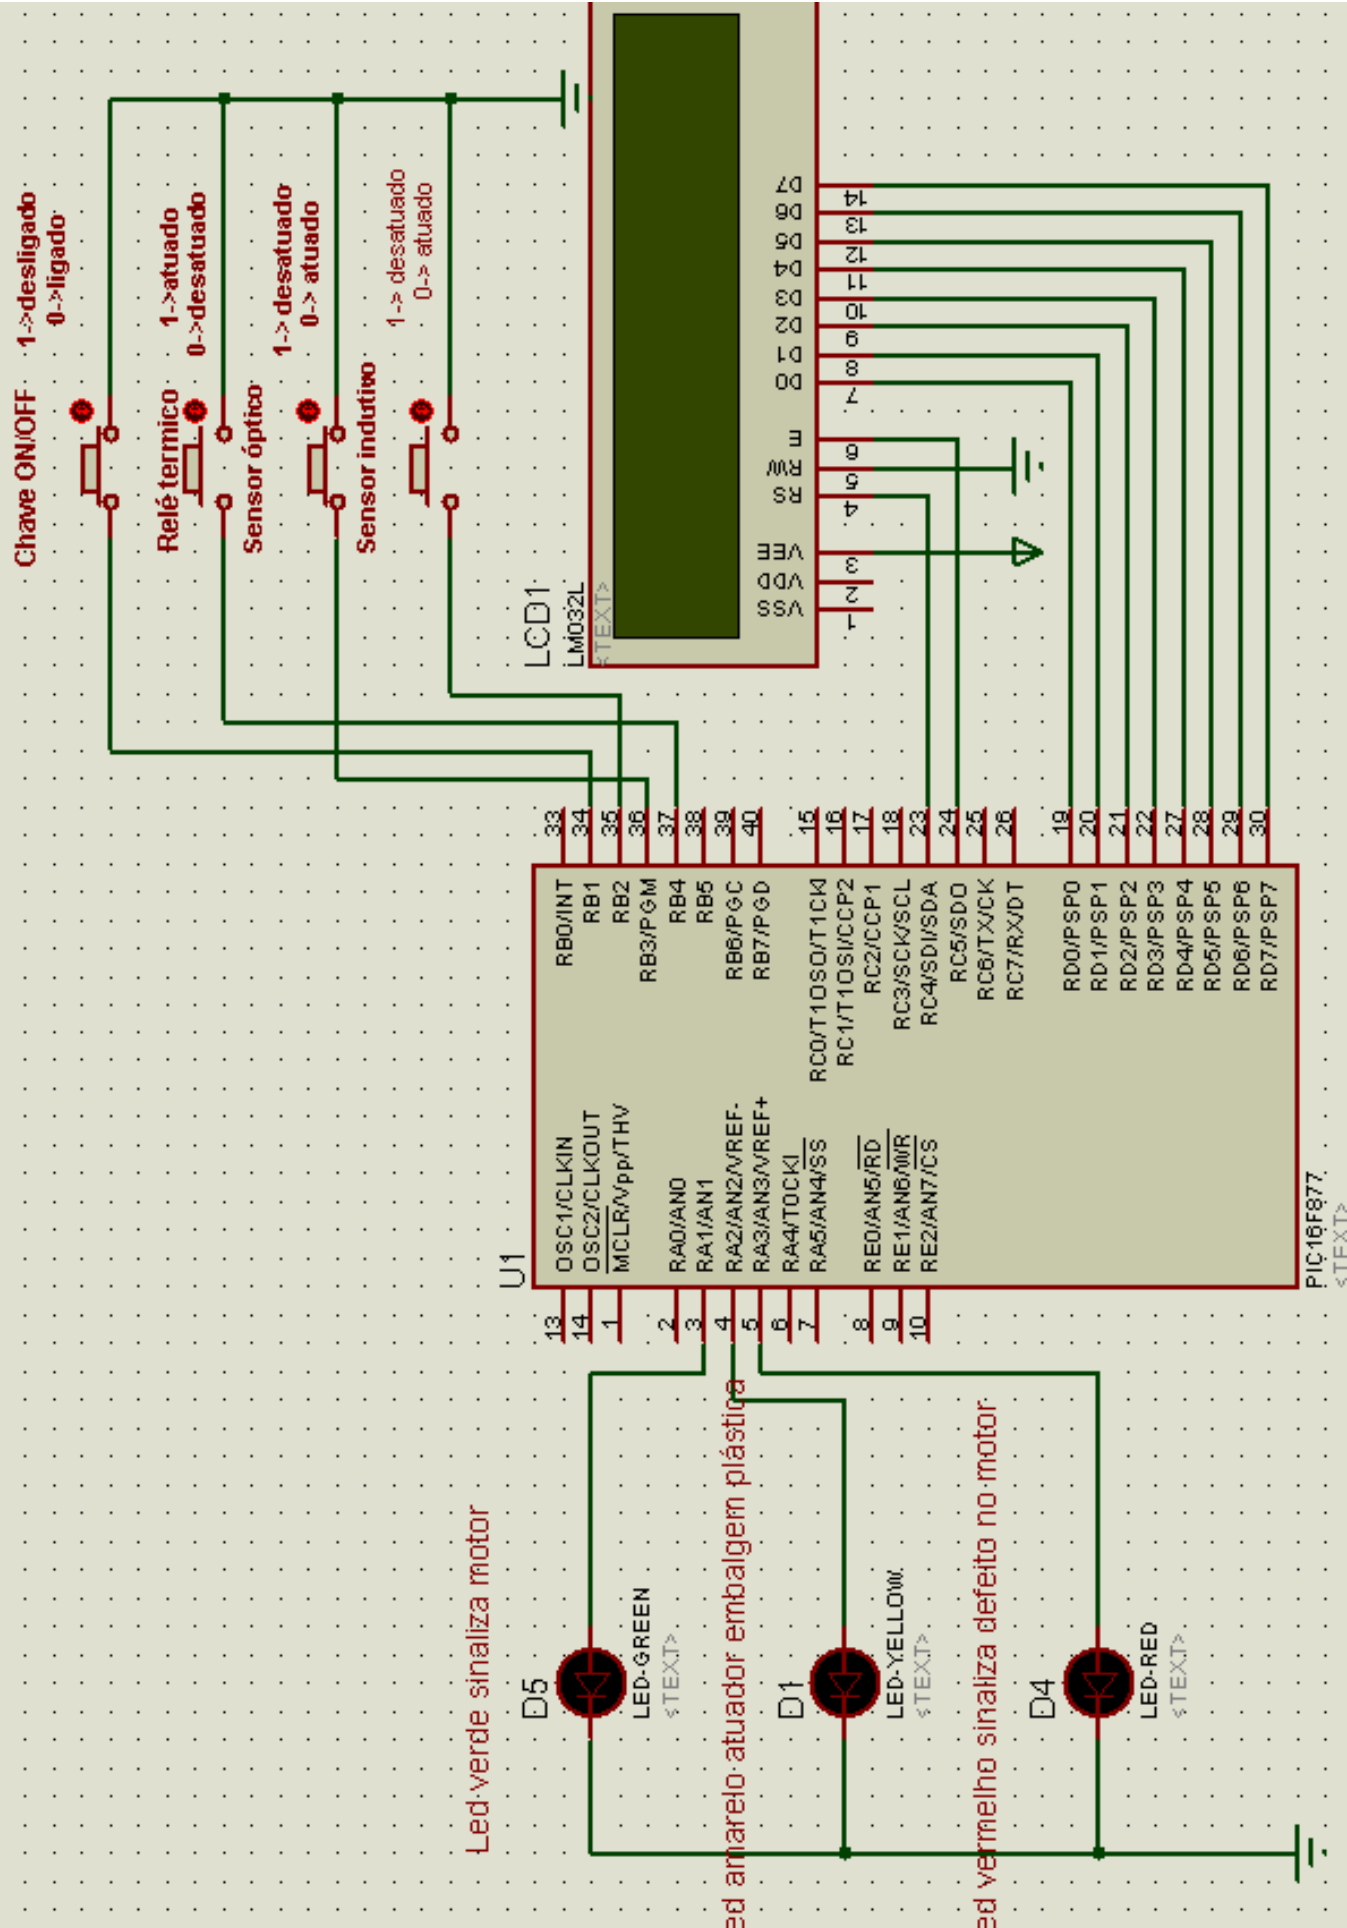 Chave ON/OFF
1->desligado
0->ligado
Relé termico
1->atuado
0->desatuado
Sensor óptico
1-> desatuado
0-> atuado
Sensor indutivo
1-> desatuado
0-> atuado
LCD1
LM032L
<TEXT>
VSS
VDD
VEE
RS
RW
E
D0
D1
D2
D3
D4
D5
D6
D7
1
2
3
4
5
6
7
8
9
10
11
12
13
14
U1
13
14
1
2
3
4
5
6
7
8
9
10
OSC1/CLKIN
OSC2/CLKOUT
MCLR/Vpp/THV
RA0/AN0
RA1/AN1
RA2/AN2/VREF-
RA3/AN3/VREF+
RA4/T0CKI
RA5/AN4/SS
RE0/AN5/RD
RE1/AN6/WR
RE2/AN7/CS
RB0/INT
RB1
RB2
RB3/PGM
RB4
RB5
RB6/PGC
RB7/PGD
RC0/T1OSO/T1CKI
RC1/T1OSI/CCP2
RC2/CCP1
RC3/SCK/SCL
RC4/SDI/SDA
RC5/SDO
RC6/TX/CK
RC7/RX/DT
RD0/PSP0
RD1/PSP1
RD2/PSP2
RD3/PSP3
RD4/PSP4
RD5/PSP5
RD6/PSP6
RD7/PSP7
33
34
35
36
37
38
39
40
15
16
17
18
23
24
25
26
19
20
21
22
27
28
29
30
PIC16F877
<TEXT>
Led verde sinaliza motor
D5
LED-GREEN
<TEXT>
ed amarelo atuador embalgem plástica
D1
LED-YELLOW
<TEXT>
ed vermelho sinaliza defeito no motor
D4
LED-RED
<TEXT>